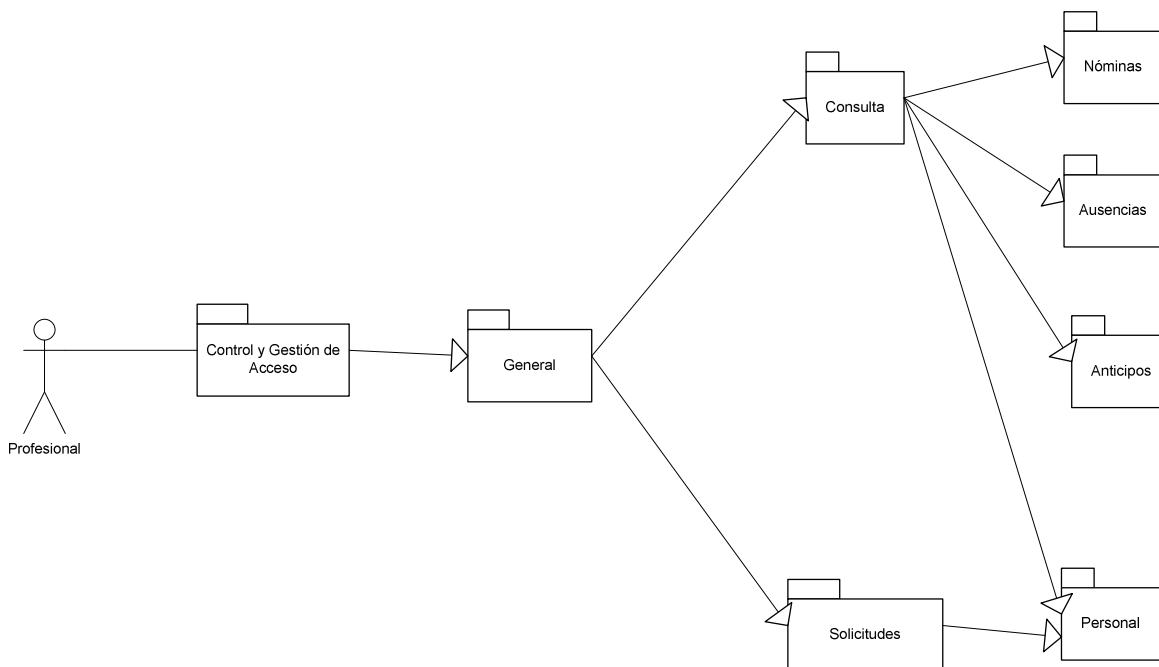 Nóminas
Consulta
Ausencias
Control y Gestión de
Acceso
General
Anticipos
Profesional
Solicitudes
Personal